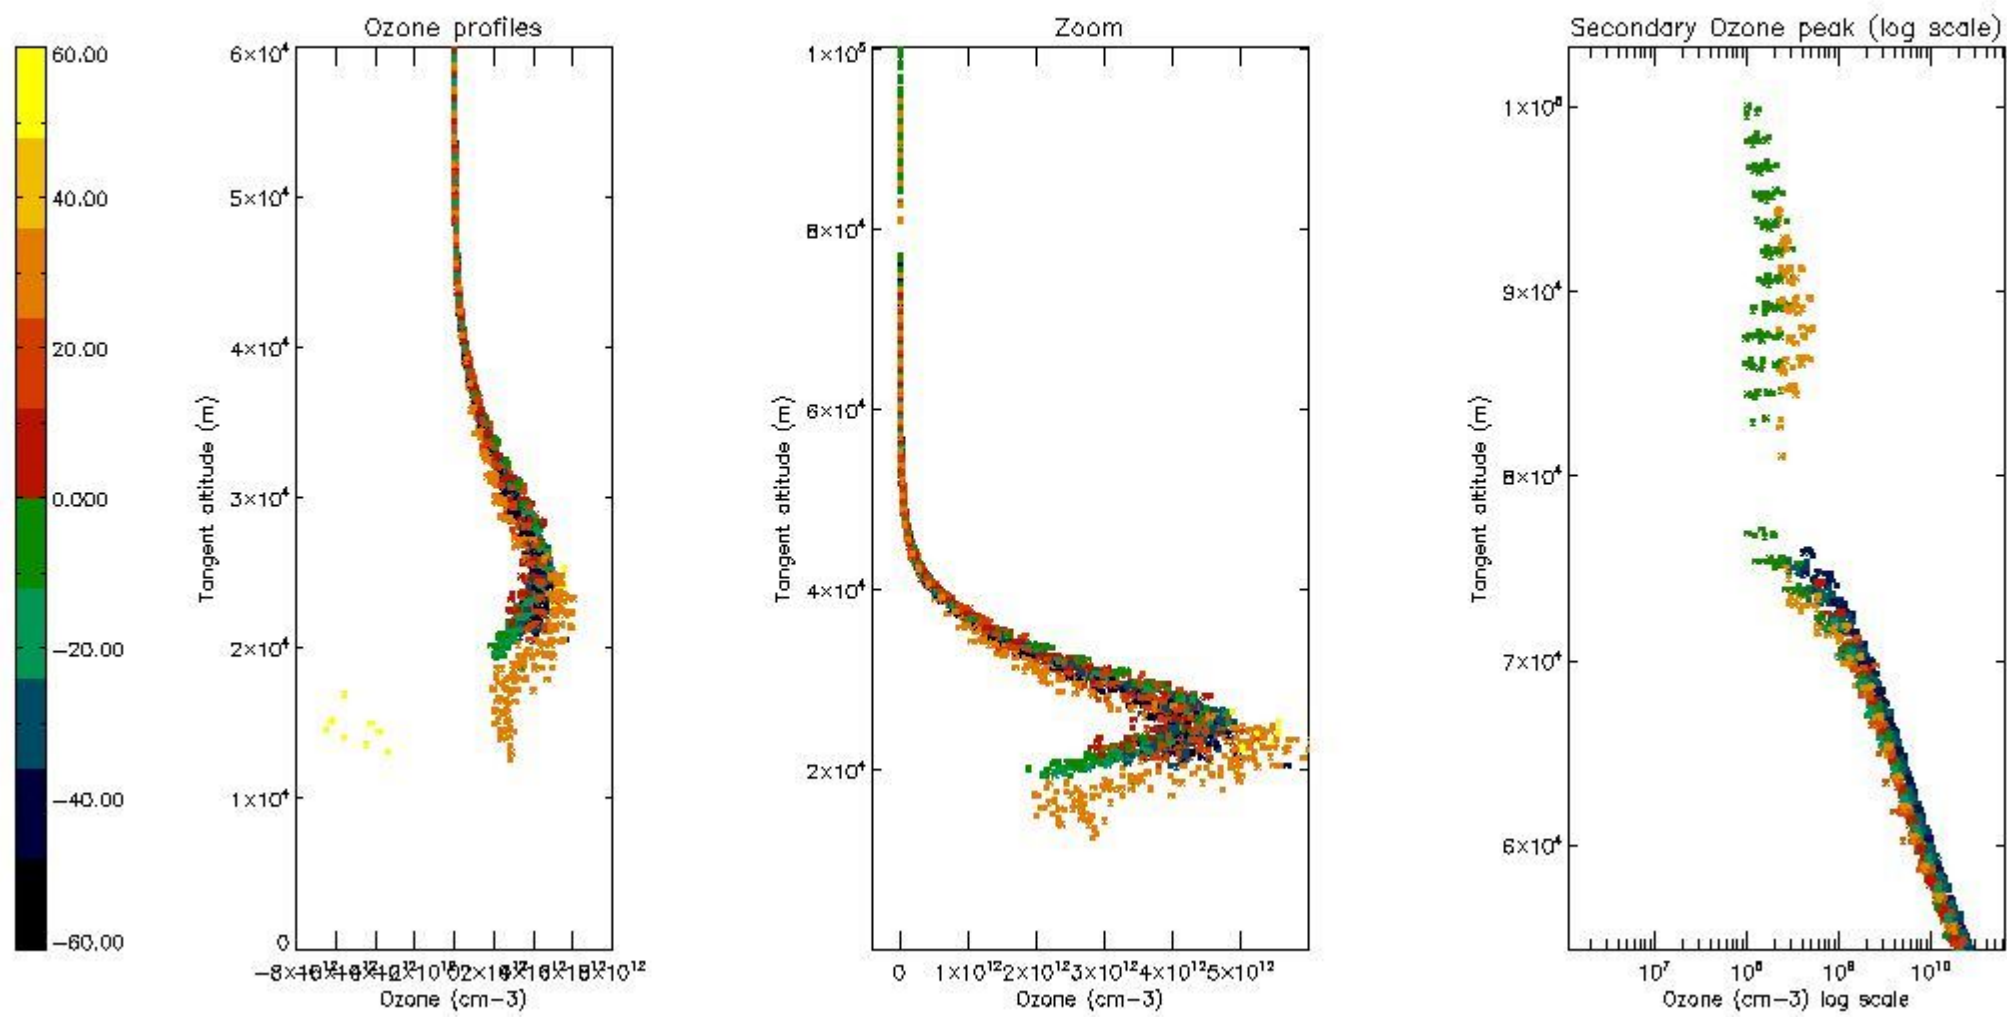 Ozone profiles
Zoom
Secondary Ozone peak (log scale)
60.00
40.00
20.00
0.000
−20.00
−40.00
−60.00
6×10⁴
5×10⁴
4×10⁴
3×10⁴
2×10⁴
1×10⁴
0
Tangent altitude (m)
Ozone (cm−3)
1×10⁵
8×10⁴
6×10⁴
4×10⁴
2×10⁴
Tangent altitude (m)
0 1×10¹² 2×10¹² 3×10¹² 4×10¹² 5×10¹²
Ozone (cm−3)
1×10⁵
9×10⁴
8×10⁴
7×10⁴
6×10⁴
Tangent altitude (m)
10⁷ 10⁸ 10⁹ 10¹⁰
Ozone (cm−3) log scale